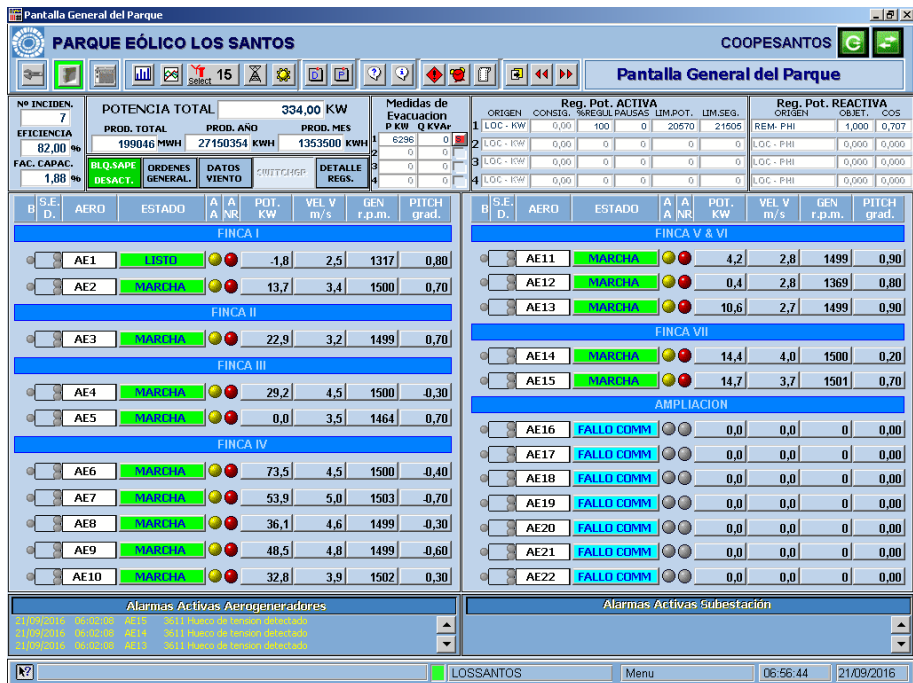 Pantalla General del Parque
PARQUE EÓLICO LOS SANTOS
COOPESANTOS
Select 15
Pantalla General del Parque
Nº INCIDEN.
7
EFICIENCIA
82,00 %
FAC. CAPAC.
1,88 %
POTENCIA TOTAL 334,00 KW
PROD. TOTAL PROD. AÑO PROD. MES
199046 MWH 27150354 KWH 1353500 KWH
BLQ.SAPE DESACT. ORDENES GENERAL. DATOS VIENTO SWITCHGP DETALLE REGS.
Medidas de
Evacuacion
P KW Q KVAr
1 6296 0
2 0 0
3 0 0
4 0 0
Reg. Pot. ACTIVA
ORIGEN CONSIG. %REGUL PAUSAS LIM.POT. LIM.SEG.
1 LOC - KW 0,00 100 0 20570 21505
2 LOC - KW 0,00
3 LOC - KW 0,00
4 LOC - KW 0,00
Reg. Pot. REACTIVA
ORIGEN OBJET. COS
REM- PHI 1,000 0,707
LOC - PHI 0,000 0,000
LOC - PHI 0,000 0,000
LOC - PHI 0,000 0,000
B S.E. D. AERO ESTADO A A A NR POT. KW VEL V m/s GEN r.p.m. PITCH grad.
FINCA I
AE1 LISTO -1,8 2,5 1317 0,80
AE2 MARCHA 13,7 3,4 1500 0,70
FINCA II
AE3 MARCHA 22,9 3,2 1499 0,70
FINCA III
AE4 MARCHA 29,2 4,5 1500 -0,30
AE5 MARCHA 0,0 3,5 1464 0,70
FINCA IV
AE6 MARCHA 73,5 4,5 1500 -0,40
AE7 MARCHA 53,9 5,0 1503 -0,70
AE8 MARCHA 36,1 4,6 1499 -0,30
AE9 MARCHA 48,5 4,8 1499 -0,60
AE10 MARCHA 32,8 3,9 1502 0,30
B S.E. D. AERO ESTADO A A A NR POT. KW VEL V m/s GEN r.p.m. PITCH grad.
FINCA V & VI
AE11 MARCHA 4,2 2,8 1499 0,90
AE12 MARCHA 0,4 2,8 1369 0,80
AE13 MARCHA 10,6 2,7 1499 0,90
FINCA VII
AE14 MARCHA 14,4 4,0 1500 0,20
AE15 MARCHA 14,7 3,7 1501 0,70
AMPLIACION
AE16 FALLO COMM 0,0 0,0 0 0,00
AE17 FALLO COMM 0,0 0,0 0 0,00
AE18 FALLO COMM 0,0 0,0 0 0,00
AE19 FALLO COMM 0,0 0,0 0 0,00
AE20 FALLO COMM 0,0 0,0 0 0,00
AE21 FALLO COMM 0,0 0,0 0 0,00
AE22 FALLO COMM 0,0 0,0 0 0,00
Alarmas Activas Aerogeneradores
21/09/2016 06:02:08 AE15 3611 Hueco de tension detectado
21/09/2016 06:02:08 AE14 3611 Hueco de tension detectado
21/09/2016 06:02:08 AE13 3611 Hueco de tension detectado
Alarmas Activas Subestación
LOSSANTOS Menu 06:56:44 21/09/2016